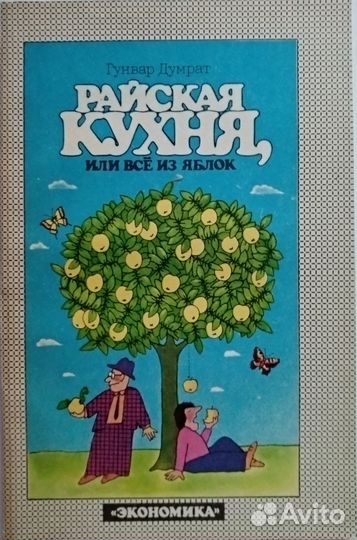 Гунвар Думрат
РАЙСКАЯ
КУХНЯ,
ИЛИ ВСЁ ИЗ ЯБЛОК
«ЭКОНОМИКА»
Avito